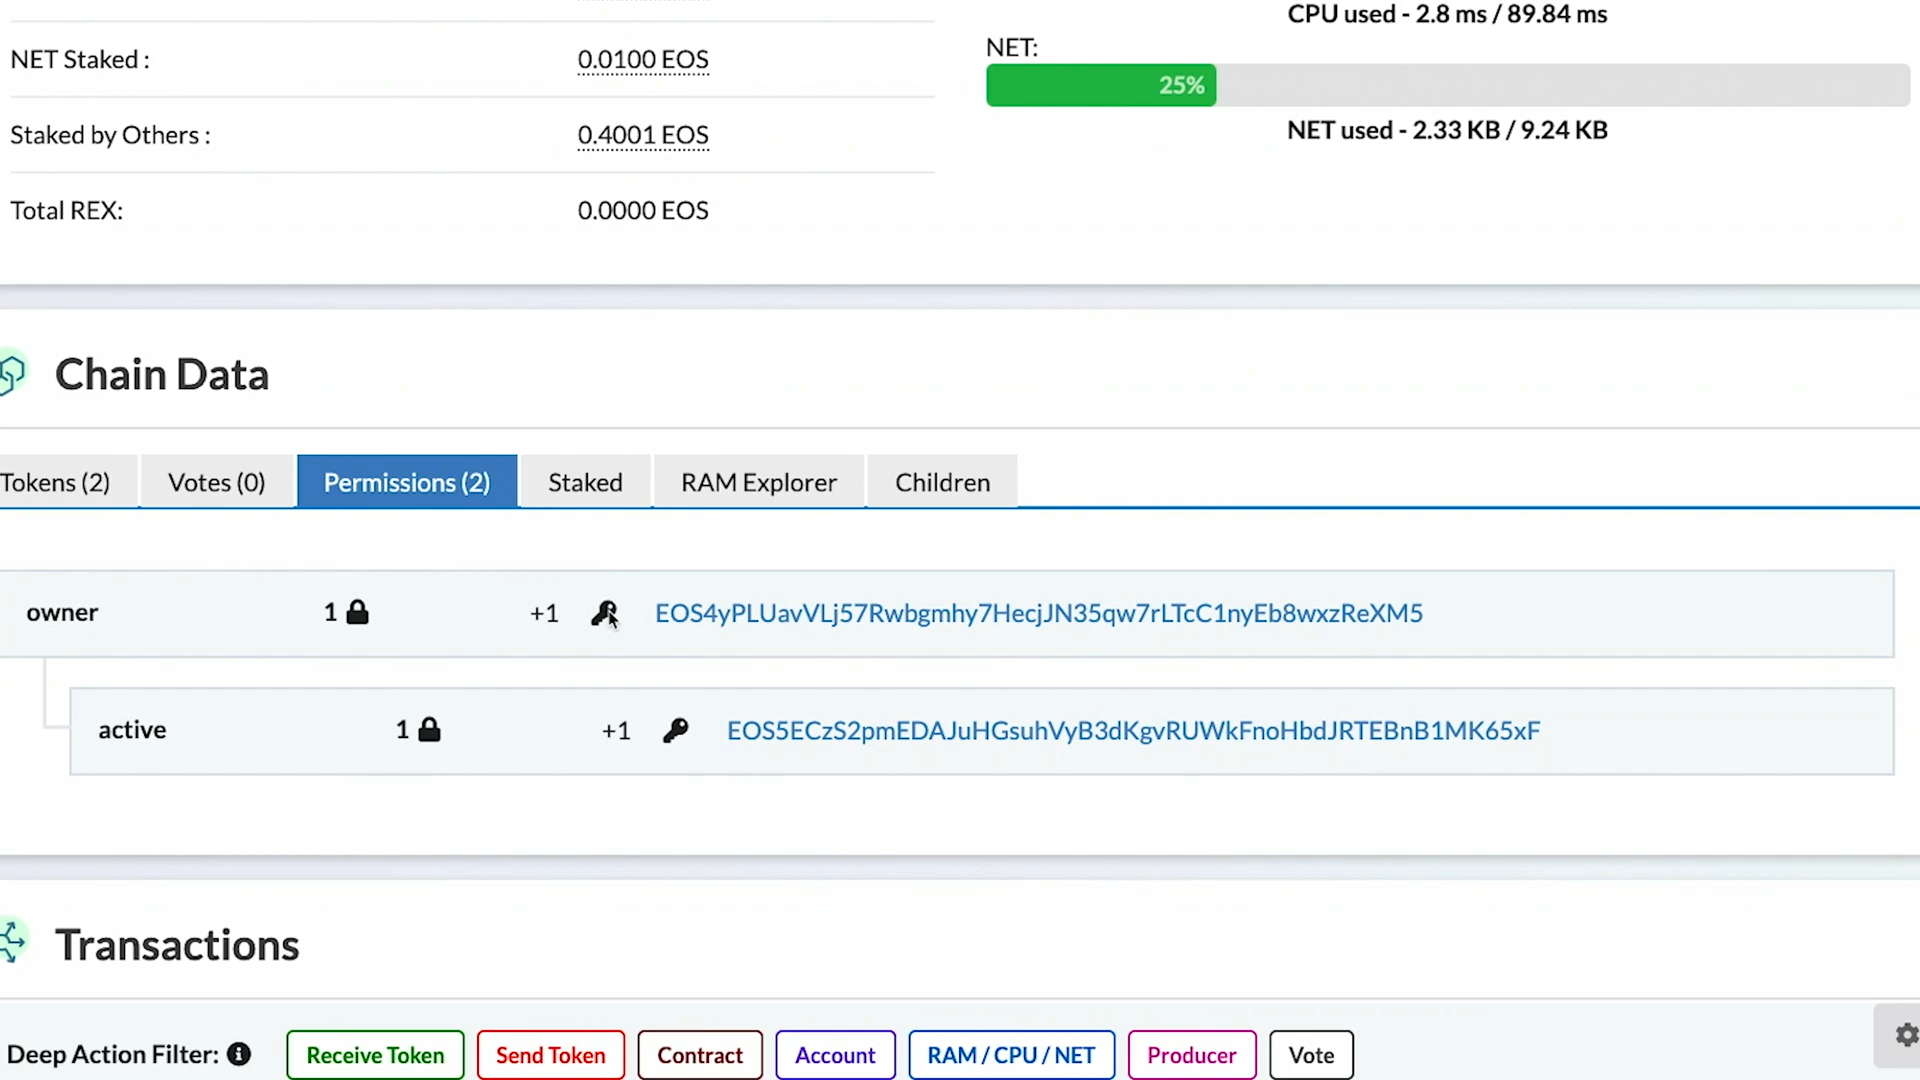 CPU used - 2.8 ms / 89.84 ms
NET Staked : 0.0100 EOS
NET:
25%
Staked by Others : 0.4001 EOS
NET used - 2.33 KB / 9.24 KB
Total REX: 0.0000 EOS
Chain Data
Tokens (2) Votes (0) Permissions (2) Staked RAM Explorer Children
owner 1 +1 EOS4yPLUavVLj57Rwbgmhy7HecjJN35qw7rLTcC1nyEb8wxzReXM5
active 1 +1 EOS5ECzS2pmEDAJuHGsuhVyB3dKgvRUWkFnoHbdJRTEBnB1MK65xF
Transactions
Deep Action Filter: Receive Token Send Token Contract Account RAM / CPU / NET Producer Vote